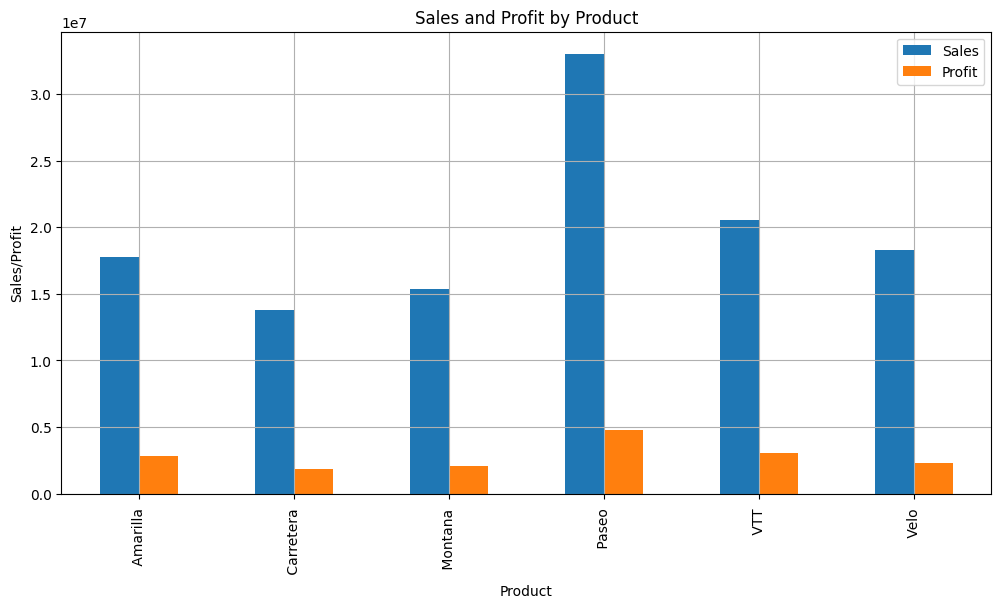 Sales and Profit by Product
1e7
Sales
Profit
3.0
2.5
2.0
1.5
1.0
0.5
0.0
Sales/Profit
Amarilla
Carretera
Montana
Paseo
VTT
Velo
Product